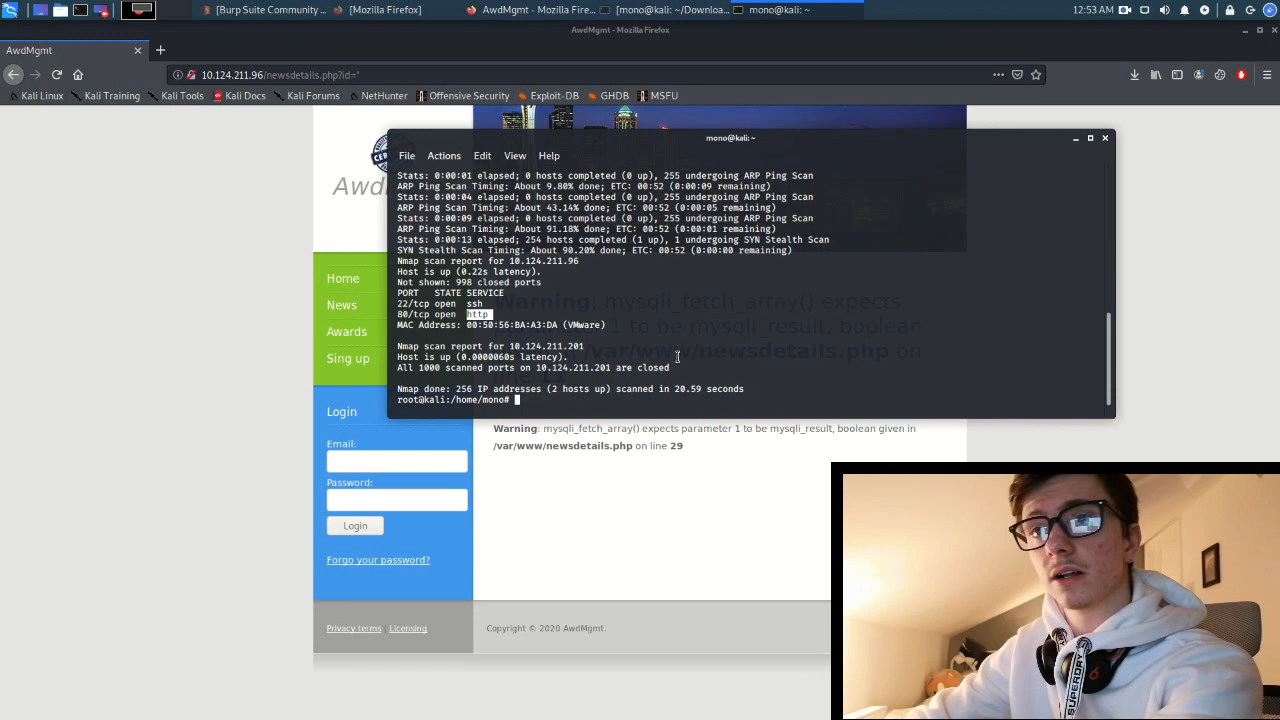 [Burp Suite Community ...
[Mozilla Firefox]
AwdMgmt - Mozilla Fire...
[mono@kali: ~/Downloa...
mono@kali: ~
12:53 AM
AwdMgmt - Mozilla Firefox
AwdMgmt
10.124.211.96/newsdetails.php?id='
Kali Linux
Kali Training
Kali Tools
Kali Docs
Kali Forums
NetHunter
Offensive Security
Exploit-DB
GHDB
MSFU
mono@kali: ~
File Actions Edit View Help
Stats: 0:00:01 elapsed; 0 hosts completed (0 up), 255 undergoing ARP Ping Scan
ARP Ping Scan Timing: About 9.80% done; ETC: 00:52 (0:00:09 remaining)
Stats: 0:00:04 elapsed; 0 hosts completed (0 up), 255 undergoing ARP Ping Scan
ARP Ping Scan Timing: About 43.14% done; ETC: 00:52 (0:00:05 remaining)
Stats: 0:00:09 elapsed; 0 hosts completed (0 up), 255 undergoing ARP Ping Scan
ARP Ping Scan Timing: About 91.18% done; ETC: 00:52 (0:00:01 remaining)
Stats: 0:00:13 elapsed; 254 hosts completed (1 up), 1 undergoing SYN Stealth Scan
SYN Stealth Scan Timing: About 90.20% done; ETC: 00:52 (0:00:00 remaining)
Nmap scan report for 10.124.211.96
Host is up (0.22s latency).
Not shown: 998 closed ports
PORT STATE SERVICE
22/tcp open ssh
80/tcp open http
MAC Address: 00:50:56:BA:A3:DA (VMware)
Nmap scan report for 10.124.211.201
Host is up (0.0000060s latency).
All 1000 scanned ports on 10.124.211.201 are closed
Nmap done: 256 IP addresses (2 hosts up) scanned in 20.59 seconds
root@kali:/home/mono#
Awd
Home
News
Awards
Sing up
Warning: mysqli_fetch_array() expects
1 to be mysqli_result, boolean
/var/www/newsdetails.php on
Login
Email:
Password:
Login
Forgo your password?
Warning: mysqli_fetch_array() expects parameter 1 to be mysqli_result, boolean given in
/var/www/newsdetails.php on line 29
Privacy terms | Licensing
Copyright © 2020 AwdMgmt.
SUPERDRY